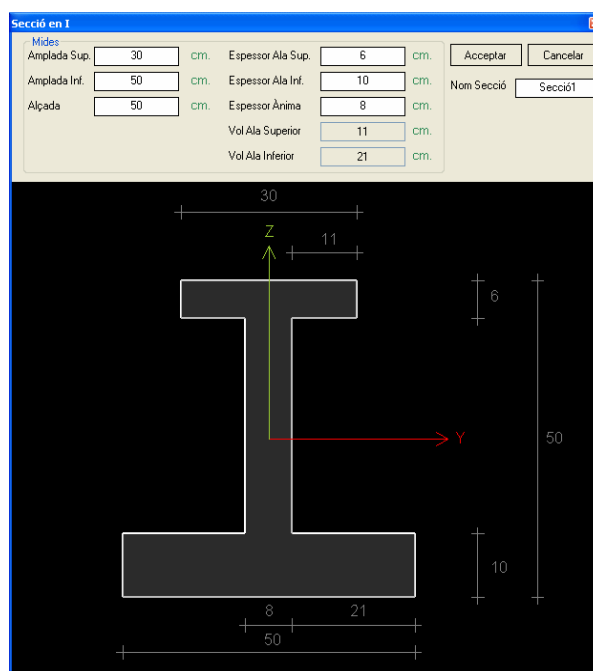 Secció en I
Mides
Amplada Sup. 30 cm. Espessor Ala Sup. 6 cm. Acceptar Cancelar
Amplada Inf. 50 cm. Espessor Ala Inf. 10 cm. Nom Secció Secció1
Alçada 50 cm. Espessor Ànima 8 cm.
Vol Ala Superior 11 cm.
Vol Ala Inferior 21 cm.
30
Z
11
6
Y
50
10
8 21
50